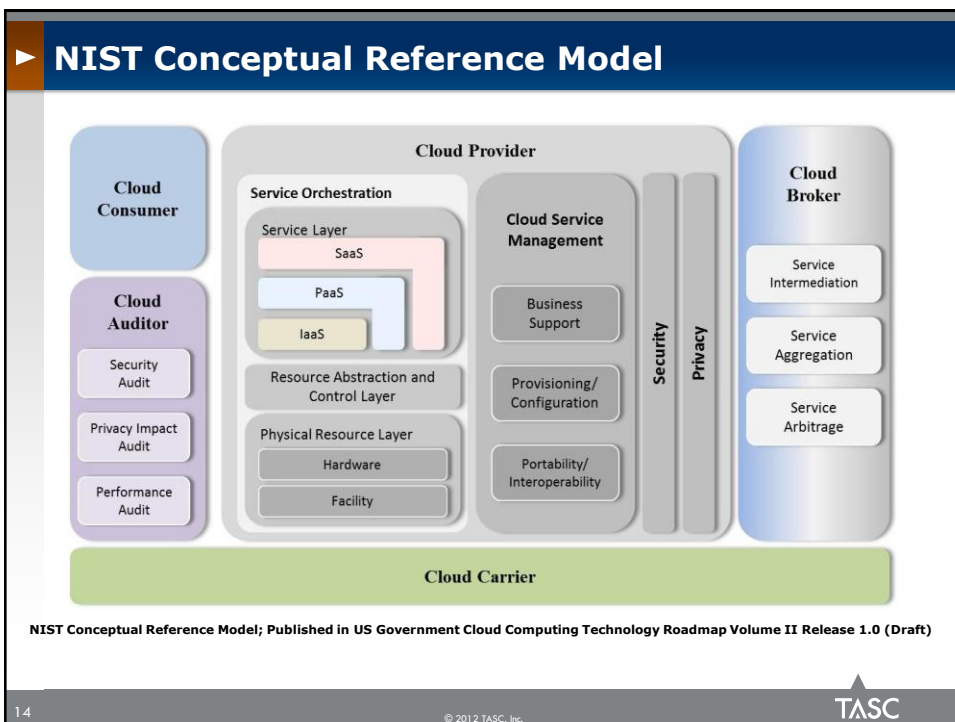 NIST Conceptual Reference Model
Cloud
Consumer
Cloud
Auditor
Security
Audit
Privacy Impact
Audit
Performance
Audit
Cloud Provider
Service Orchestration
Service Layer
SaaS
PaaS
IaaS
Resource Abstraction and
Control Layer
Physical Resource Layer
Hardware
Facility
Cloud Service
Management
Business
Support
Provisioning/
Configuration
Portability/
Interoperability
Security
Privacy
Cloud
Broker
Service
Intermediation
Service
Aggregation
Service
Arbitrage
Cloud Carrier
NIST Conceptual Reference Model; Published in US Government Cloud Computing Technology Roadmap Volume II Release 1.0 (Draft)
14
© 2012 TASC, Inc.
TASC